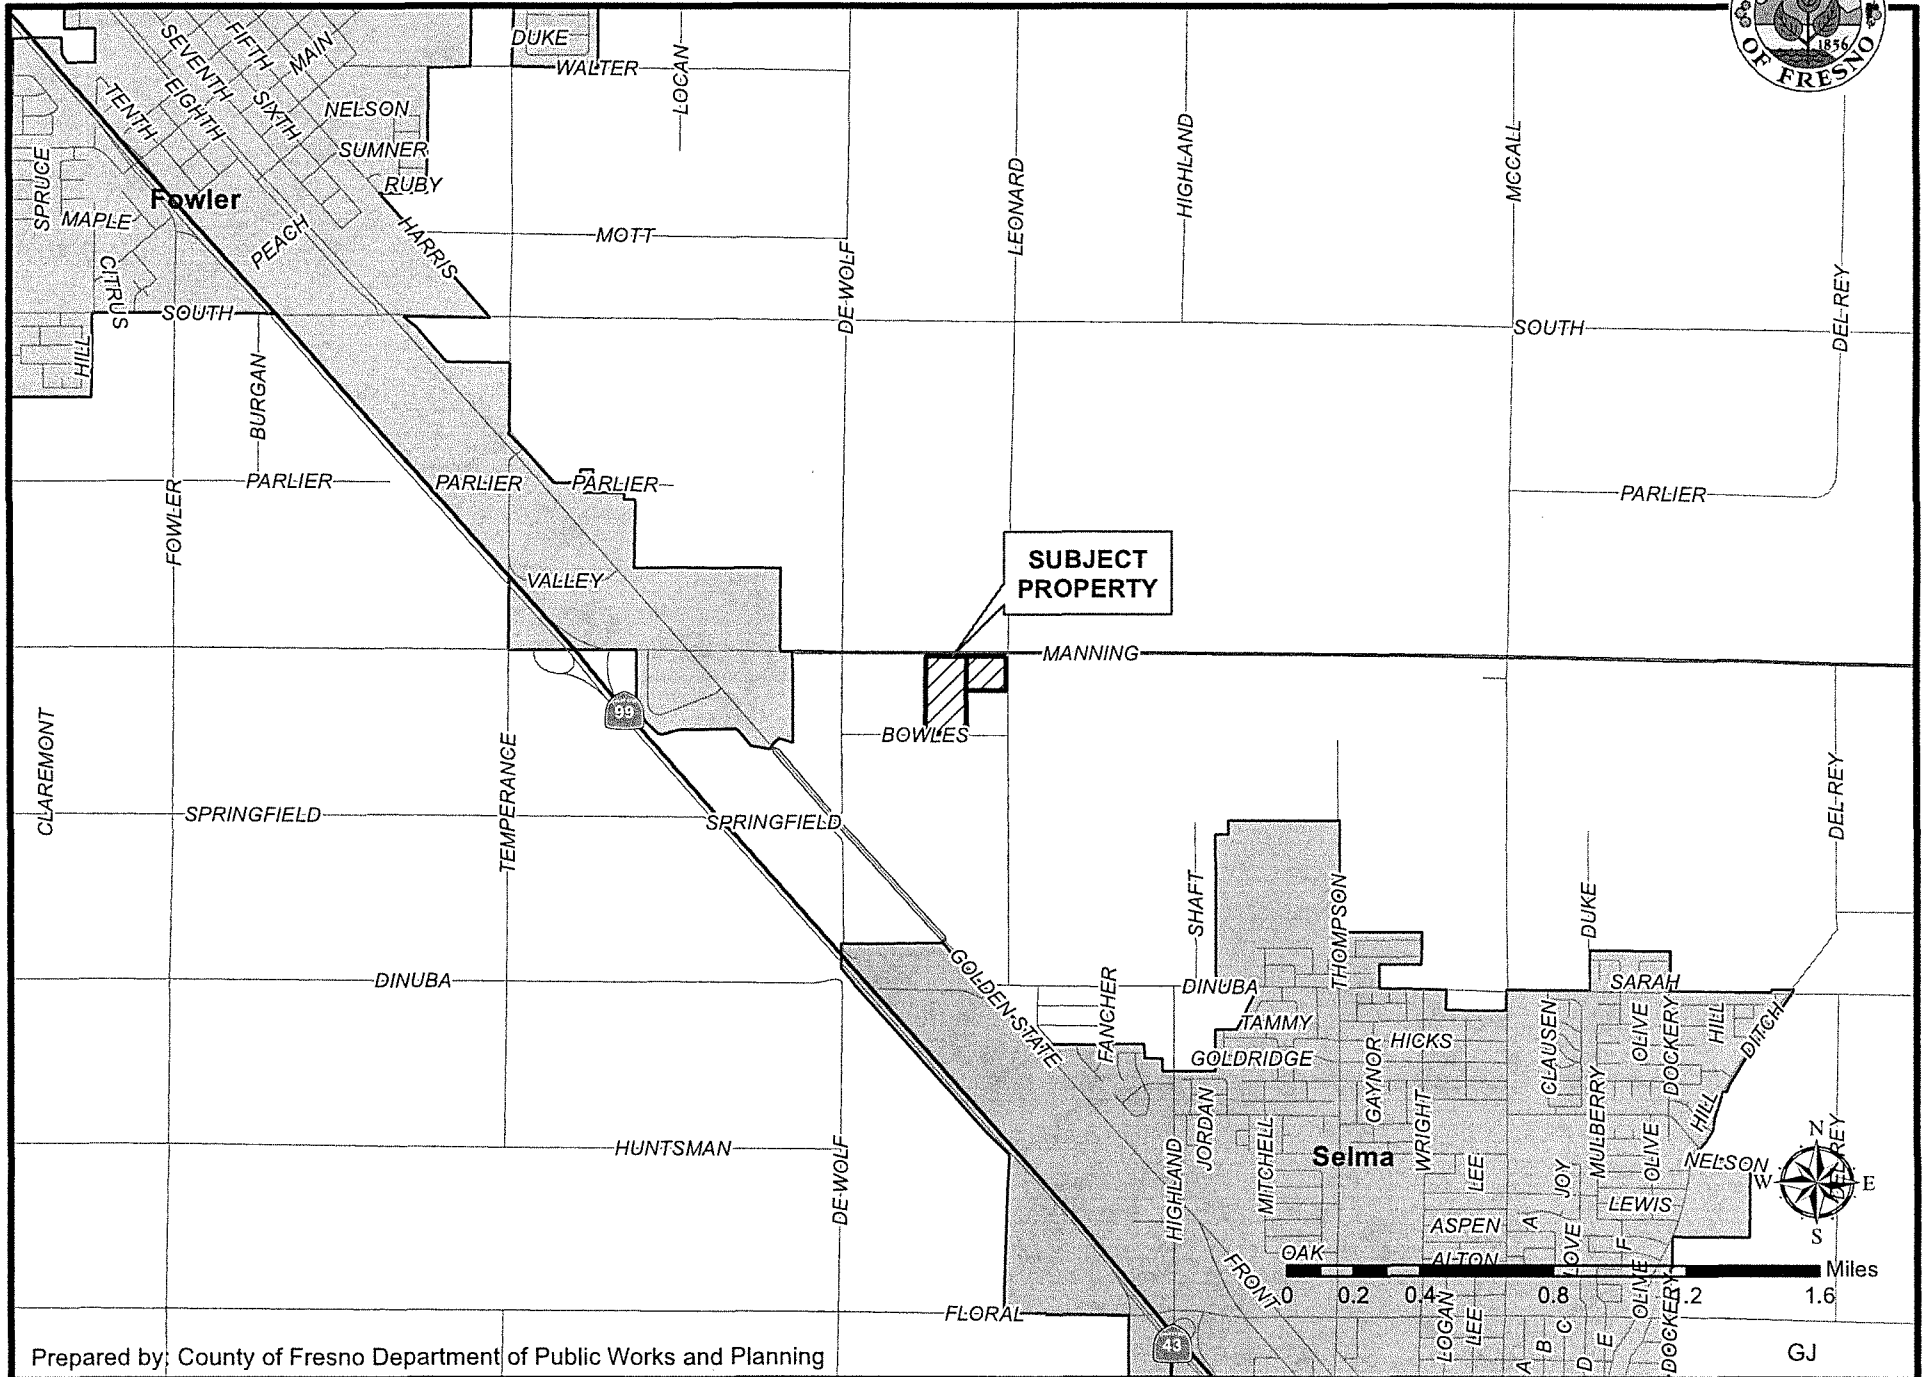 1856
OF FRESNO
DUKE
WALTER
LOCAN
SEVENTH
FIFTH
MAIN
TENTH
EIGHTH
SIXTH
NELSON
SUMNER
RUBY
SPRUCE
Fowler
MAPLE
PEACH
HARRIS
MOTT
CITRUS
SOUTH
HILL
BURGAN
DE WOLF
LEONARD
HIGHLAND
MCCALL
SOUTH
DEL REY
PARLIER
PARLIER
PARLIER
PARLIER
FOWLER
VALLEY
SUBJECT
PROPERTY
MANNING
99
BOWLES
CLAREMONT
TEMPERANCE
SPRINGFIELD
SPRINGFIELD
DEL REY
SHAFT
THOMPSON
DUKE
DINUBA
GOLDEN STATE
FANCHER
DINUBA
SARAH
TAMMY
GOLDRIDGE
GAYNOR
HICKS
CLAUSEN
OLIVE
DOCKERY
HILL
DITCH
HUNTSMAN
DE WOLF
HIGHLAND
JORDAN
MITCHELL
Selma
WRIGHT
LEE
JOY
MULBERRY
OLIVE
HILL
NELSON
DEL REY
N
W
E
S
LEWIS
ASPEN
A
OAK
ALTON
LOVE
F
FRONT
Miles
0 0.2 0.4 0.8 1.2 1.6
FLORAL
LOGAN
LEE
A
B
C
D
E
OLIVE
DOCKERY
43
Prepared by: County of Fresno Department of Public Works and Planning
GJ